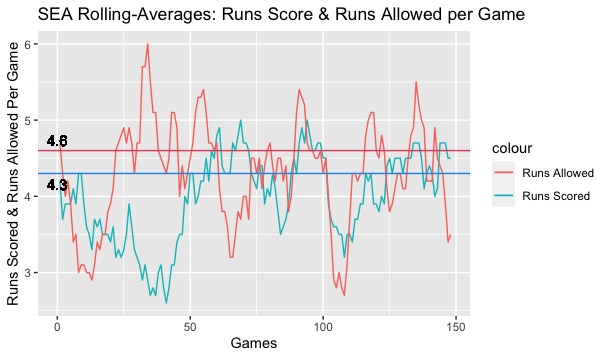 SEA Rolling-Averages: Runs Score & Runs Allowed per Game
Runs Scored & Runs Allowed Per Game
6
5
4
3
4.6
4.3
0
50
100
150
Games
colour
Runs Allowed
Runs Scored